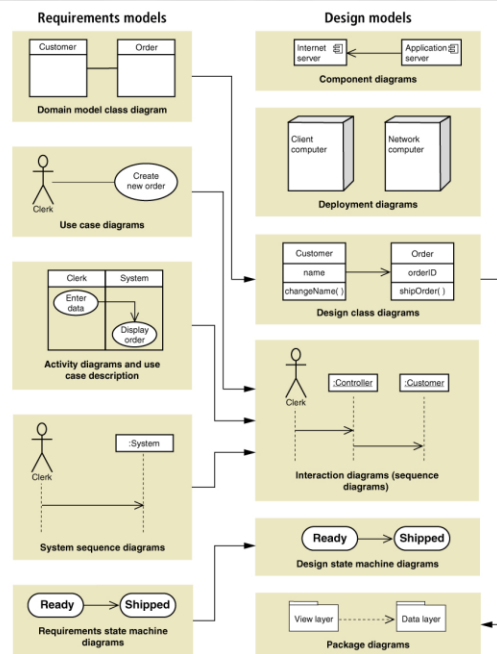 Requirements models
Customer
Order
Domain model class diagram
Clerk
Create
new order
Use case diagrams
Clerk
System
Enter
data
Display
order
Activity diagrams and use
case description
Clerk
:System
System sequence diagrams
Ready
Shipped
Requirements state machine
diagrams
Design models
Internet
server
Application
server
Component diagrams
Client
computer
Network
computer
Deployment diagrams
Customer
name
changeName( )
Order
orderID
shipOrder( )
Design class diagrams
Clerk
:Controller
:Customer
Interaction diagrams (sequence
diagrams)
Ready
Shipped
Design state machine diagrams
View layer
Data layer
Package diagrams